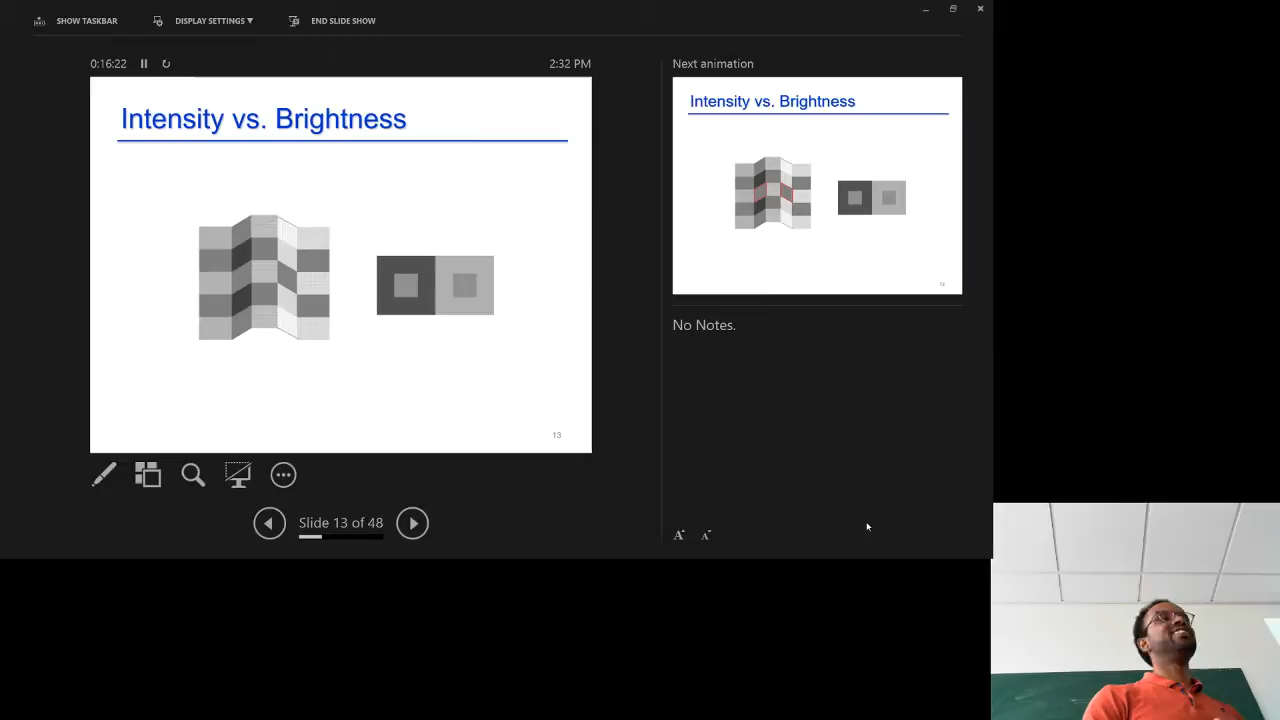 SHOW TASKBAR
DISPLAY SETTINGS ▼
END SLIDE SHOW
0:16:22
2:32 PM
Intensity vs. Brightness
13
Slide 13 of 48
Next animation
Intensity vs. Brightness
No Notes.
A A